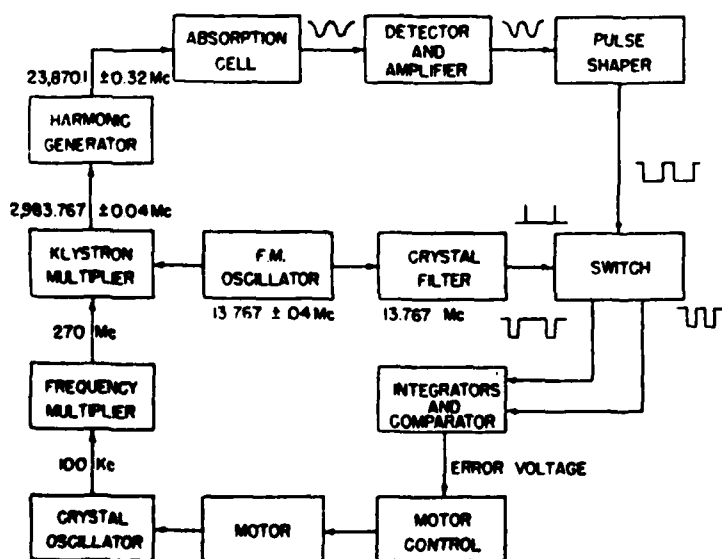 ABSORPTION
CELL
DETECTOR
AND
AMPLIFIER
PULSE
SHAPER
23,8701 ±0.32 Mc
HARMONIC
GENERATOR
2,983.767 ±0.04 Mc
KLYSTRON
MULTIPLIER
F.M.
OSCILLATOR
CRYSTAL
FILTER
SWITCH
13.767 ±.04 Mc
13.767 Mc
270 Mc
FREQUENCY
MULTIPLIER
INTEGRATORS
AND
COMPARATOR
100 Kc
ERROR VOLTAGE
CRYSTAL
OSCILLATOR
MOTOR
MOTOR
CONTROL